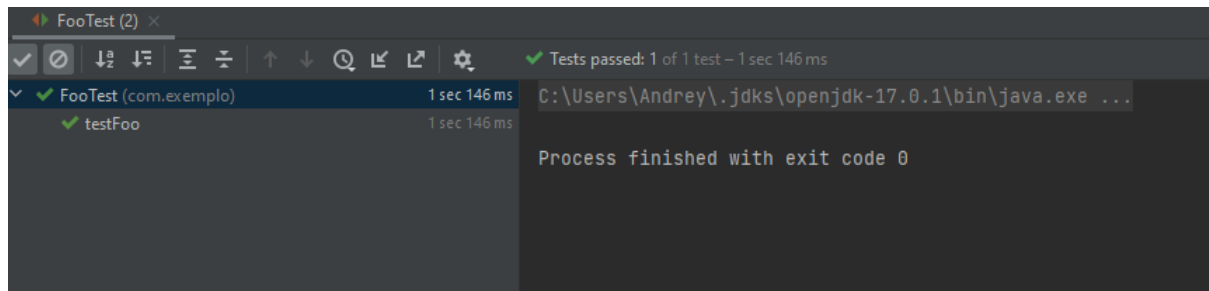 FooTest (2)
Tests passed: 1 of 1 test – 1 sec 146 ms
FooTest (com.exemplo) 1 sec 146 ms
testFoo 1 sec 146 ms
C:\Users\Andrey\.jdks\openjdk-17.0.1\bin\java.exe ...
Process finished with exit code 0